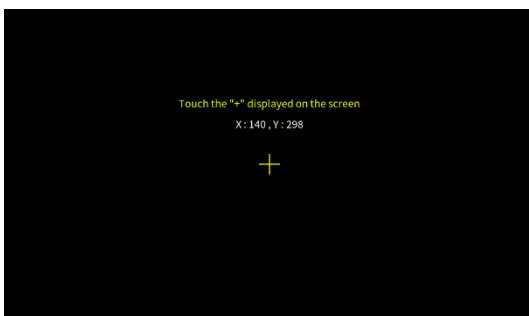 Touch the "+" displayed on the screen
X : 140 , Y : 298